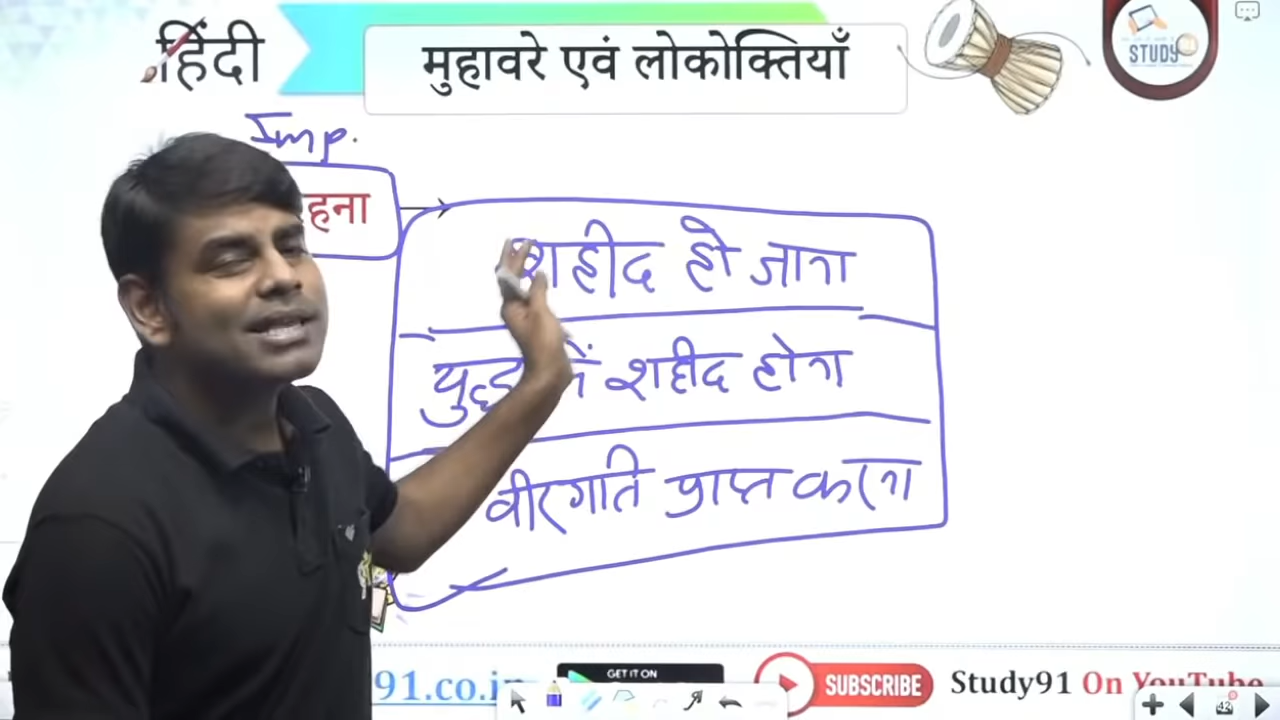 हिंदी
मुहावरे एवं लोकोक्तियाँ
STUDY
Imp.
हना
शहीद हो जाना
युद्ध में शहीद होना
वीरगति प्राप्त करना
91.co.in
GET IT ON
SUBSCRIBE
Study91 On YouTube
42